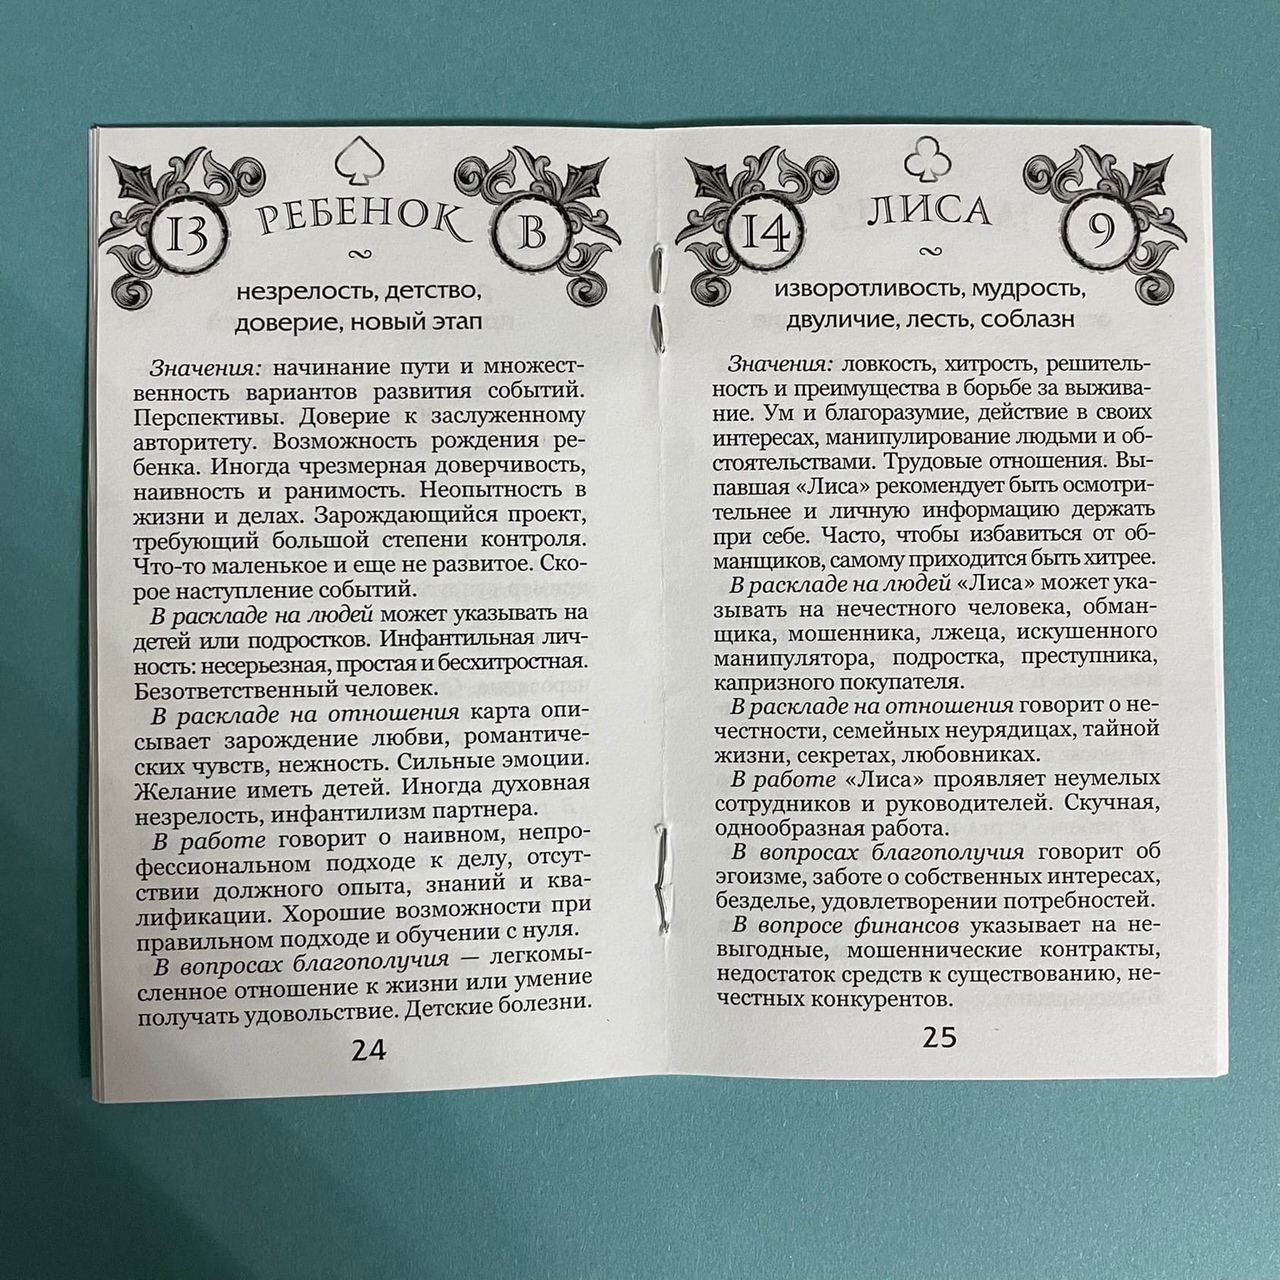 13 РЕБЕНОК В
~
незрелость, детство,
доверие, новый этап
Значения: начинание пути и множест-
венность вариантов развития событий.
Перспективы. Доверие к заслуженному
авторитету. Возможность рождения ре-
бенка. Иногда чрезмерная доверчивость,
наивность и ранимость. Неопытность в
жизни и делах. Зарождающийся проект,
требующий большой степени контроля.
Что-то маленькое и еще не развитое. Ско-
рое наступление событий.
В раскладе на людей может указывать на
детей или подростков. Инфантильная лич-
ность: несерьезная, простая и бесхитростная.
Безответственный человек.
В раскладе на отношения карта опи-
сывает зарождение любви, романтиче-
ских чувств, нежность. Сильные эмоции.
Желание иметь детей. Иногда духовная
незрелость, инфантилизм партнера.
В работе говорит о наивном, непро-
фессиональном подходе к делу, отсут-
ствии должного опыта, знаний и ква-
лификации. Хорошие возможности при
правильном подходе и обучении с нуля.
В вопросах благополучия — легкомы-
сленное отношение к жизни или умение
получать удовольствие. Детские болезни.
24
14 ЛИСА 9
~
изворотливость, мудрость,
двуличие, лесть, соблазн
Значения: ловкость, хитрость, решитель-
ность и преимущества в борьбе за выжива-
ние. Ум и благоразумие, действие в своих
интересах, манипулирование людьми и об-
стоятельствами. Трудовые отношения. Вы-
павшая «Лиса» рекомендует быть осмотри-
тельнее и личную информацию держать
при себе. Часто, чтобы избавиться от об-
манщиков, самому приходится быть хитрее.
В раскладе на людей «Лиса» может ука-
зывать на нечестного человека, обман-
щика, мошенника, лжеца, искушенного
манипулятора, подростка, преступника,
капризного покупателя.
В раскладе на отношения говорит о не-
честности, семейных неурядицах, тайной
жизни, секретах, любовниках.
В работе «Лиса» проявляет неумелых
сотрудников и руководителей. Скучная,
однообразная работа.
В вопросах благополучия говорит об
эгоизме, заботе о собственных интересах,
безделье, удовлетворении потребностей.
В вопросе финансов указывает на не-
выгодные, мошеннические контракты,
недостаток средств к существованию, не-
честных конкурентов.
25